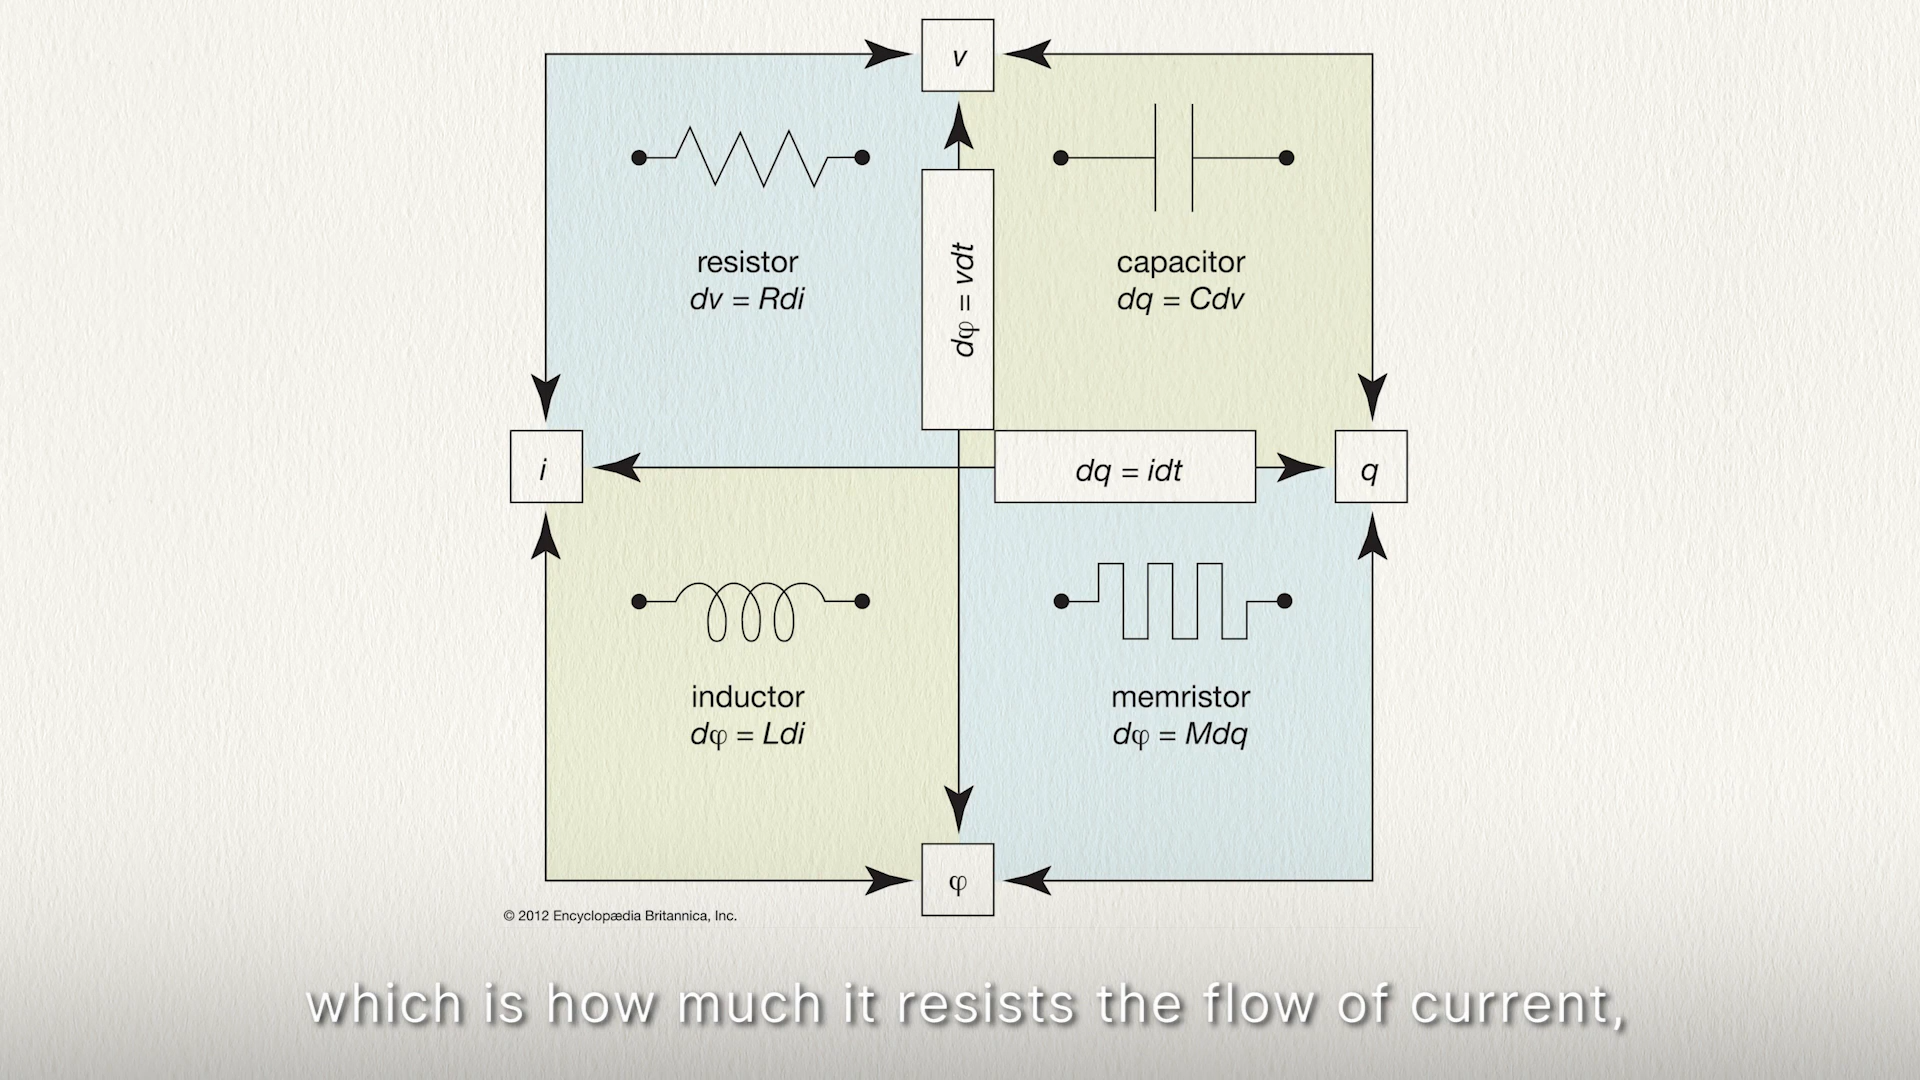 v
resistor
dv = Rdi
dφ = vdt
capacitor
dq = Cdv
i
dq = idt
q
inductor
dφ = Ldi
memristor
dφ = Mdq
φ
© 2012 Encyclopædia Britannica, Inc.
which is how much it resists the flow of current,